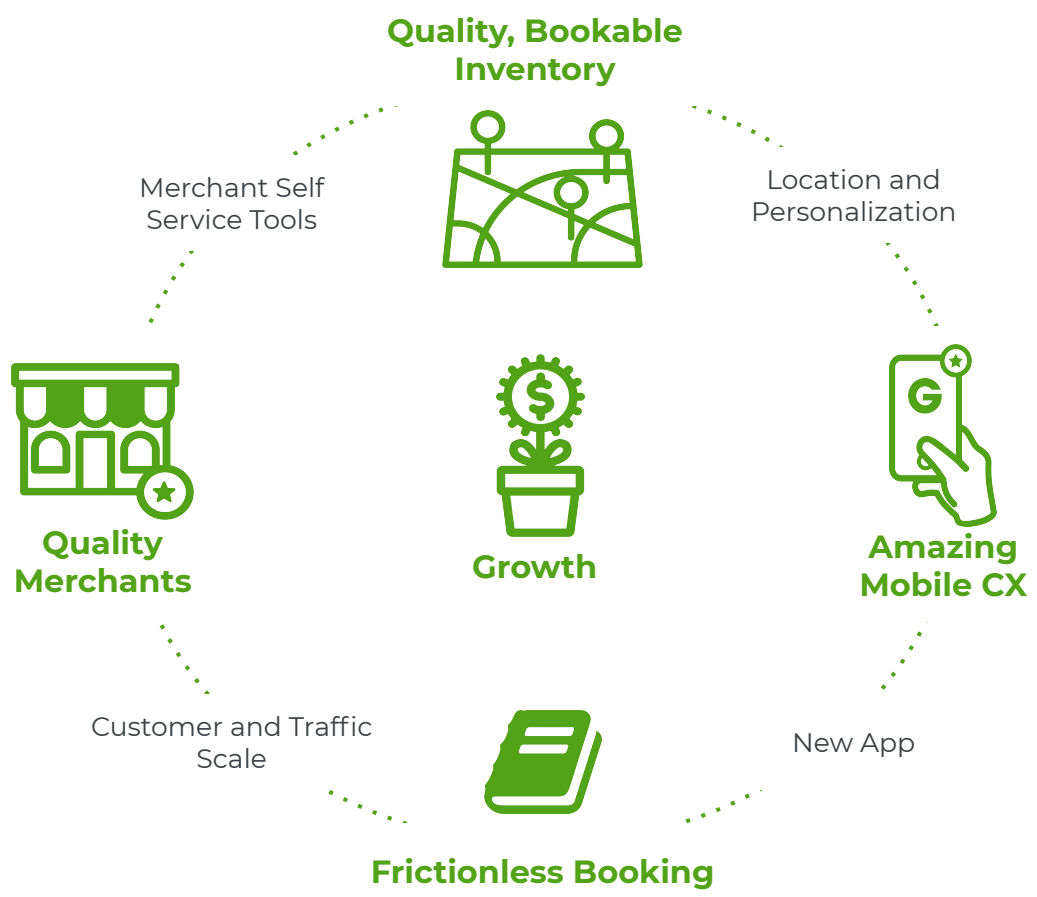 Quality, Bookable
Inventory
Merchant Self
Service Tools
Location and
Personalization
$
G
Quality
Merchants
Growth
Amazing
Mobile CX
Customer and Traffic
Scale
New App
Frictionless Booking